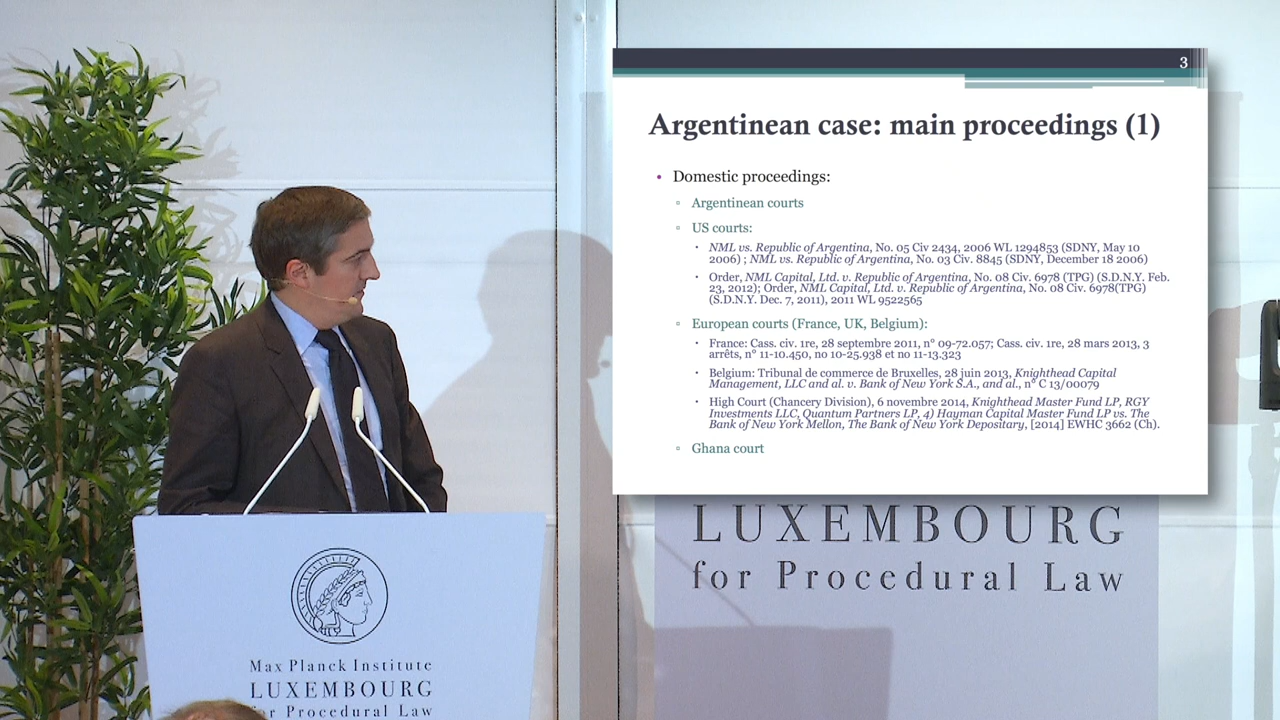 3
Argentinean case: main proceedings (1)
• Domestic proceedings:
▫ Argentinean courts
▫ US courts:
• NML vs. Republic of Argentina, No. 05 Civ 2434, 2006 WL 1294853 (SDNY, May 10
2006) ; NML vs. Republic of Argentina, No. 03 Civ. 8845 (SDNY, December 18 2006)
• Order, NML Capital, Ltd. v. Republic of Argentina, No. 08 Civ. 6978 (TPG) (S.D.N.Y. Feb.
23, 2012); Order, NML Capital, Ltd. v. Republic of Argentina, No. 08 Civ. 6978(TPG)
(S.D.N.Y. Dec. 7, 2011), 2011 WL 9522565
▫ European courts (France, UK, Belgium):
• France: Cass. civ. 1re, 28 septembre 2011, n° 09-72.057; Cass. civ. 1re, 28 mars 2013, 3
arrêts, n° 11-10.450, no 10-25.938 et no 11-13.323
• Belgium: Tribunal de commerce de Bruxelles, 28 juin 2013, Knighthead Capital
Management, LLC and al. v. Bank of New York S.A., and al., n° C 13/00079
• High Court (Chancery Division), 6 novembre 2014, Knighthead Master Fund LP, RGY
Investments LLC, Quantum Partners LP, 4) Hayman Capital Master Fund LP vs. The
Bank of New York Mellon, The Bank of New York Depositary, [2014] EWHC 3662 (Ch).
▫ Ghana court
LUXEMBOURG
for Procedural Law
Max Planck Institute
LUXEMBOURG
for Procedural Law